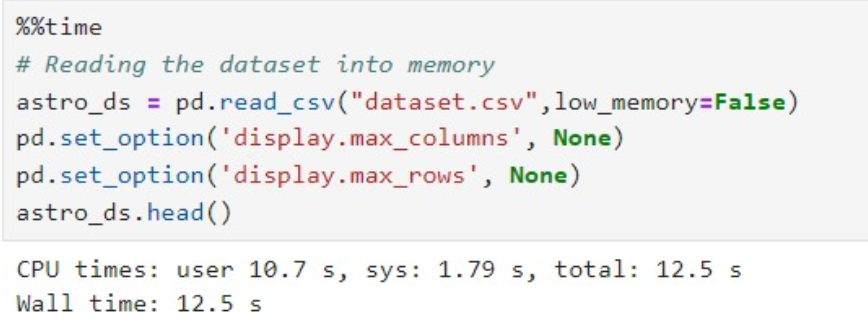 %%time
# Reading the dataset into memory
astro_ds = pd.read_csv("dataset.csv",low_memory=False)
pd.set_option('display.max_columns', None)
pd.set_option('display.max_rows', None)
astro_ds.head()
CPU times: user 10.7 s, sys: 1.79 s, total: 12.5 s
Wall time: 12.5 s